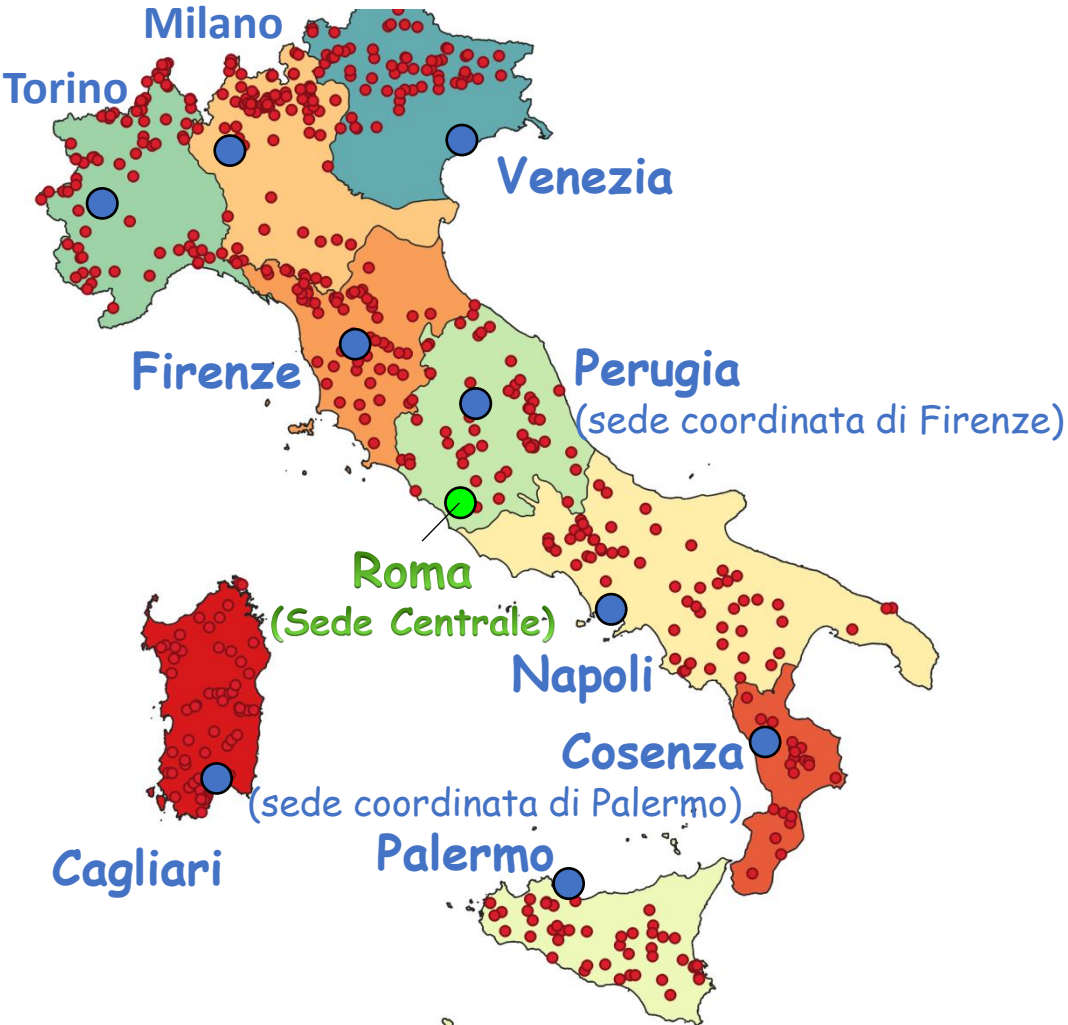 Milano
Torino
Venezia
Firenze
Perugia
(sede coordinata di Firenze)
Roma
(Sede Centrale)
Napoli
Cosenza
(sede coordinata di Palermo)
Cagliari
Palermo